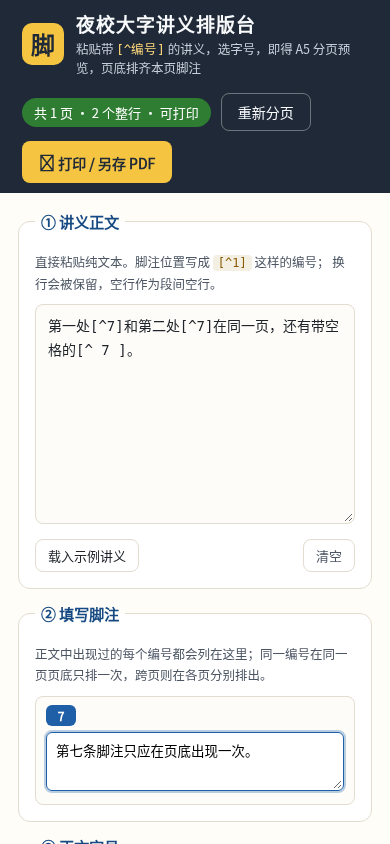 脚
夜校大字讲义排版台
粘贴带 [^编号] 的讲义，选字号，即得 A5 分页预
览，页底排齐本页脚注
共 1 页 · 2 个整行 · 可打印
重新分页
打印 / 另存 PDF
① 讲义正文
直接粘贴纯文本。脚注位置写成 [^1] 这样的编号； 换
行会被保留，空行作为段间空行。
第一处[^7]和第二处[^7]在同一页，还有带空
格的[^ 7 ]。
载入示例讲义
清空
② 填写脚注
正文中出现过的每个编号都会列在这里；同一编号在同一
页页底只排一次，跨页则在各页分别排出。
7
第七条脚注只应在页底出现一次。